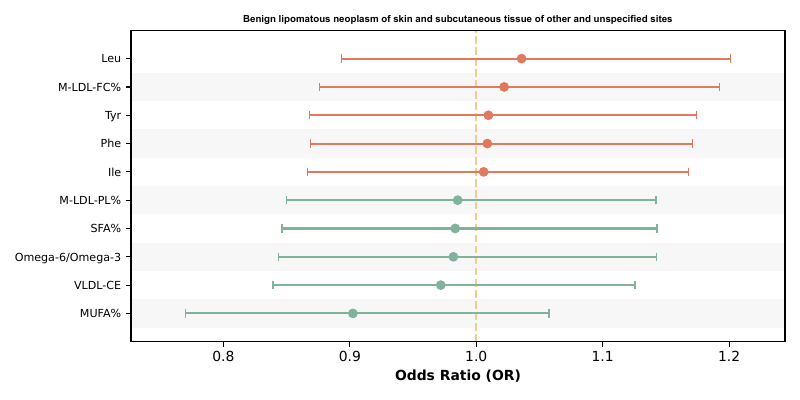 Benign lipomatous neoplasm of skin and subcutaneous tissue of other and unspecified sites
Leu
M-LDL-FC%
Tyr
Phe
Ile
M-LDL-PL%
SFA%
Omega-6/Omega-3
VLDL-CE
MUFA%
0.8 0.9 1.0 1.1 1.2
Odds Ratio (OR)